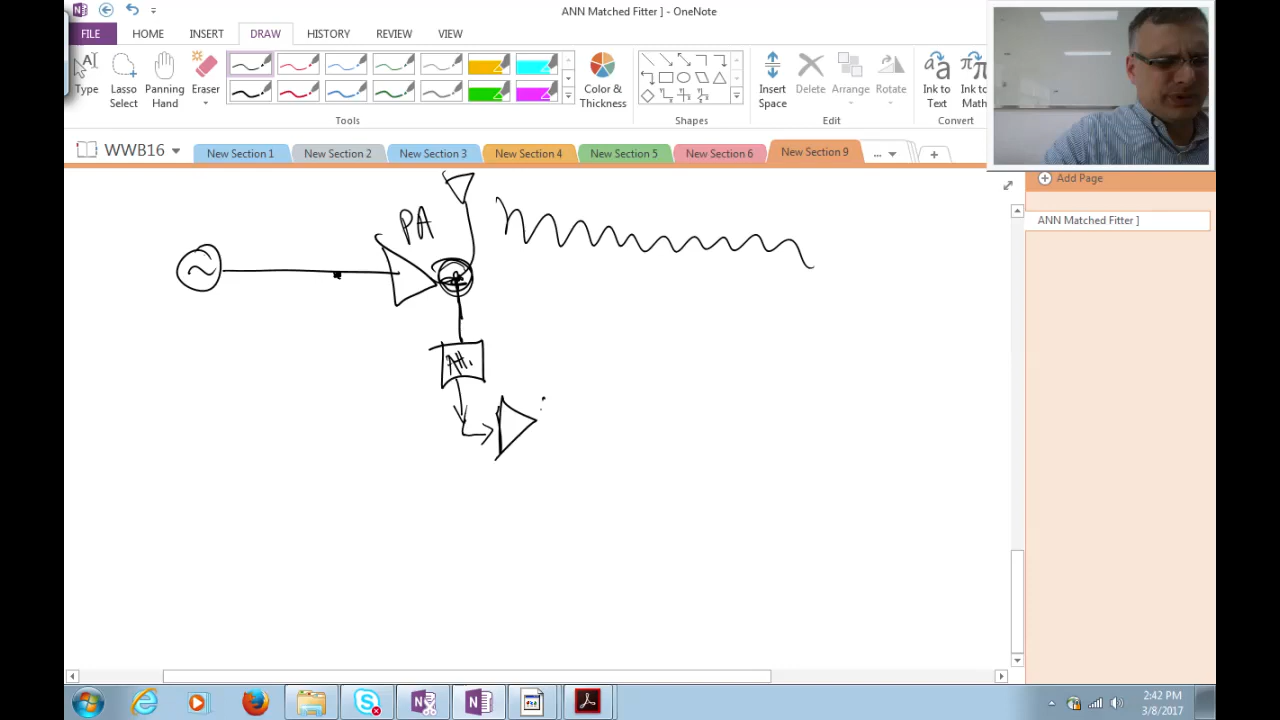 ANN Matched Fitter ] - OneNote
FILE HOME INSERT DRAW HISTORY REVIEW VIEW
Type
Lasso Select
Panning Hand
Eraser
Color & Thickness
Insert Space
Delete
Arrange
Rotate
Ink to Text
Ink to Math
Tools
Shapes
Edit
Convert
WWB16
New Section 1
New Section 2
New Section 3
New Section 4
New Section 5
New Section 6
New Section 9
...
Add Page
ANN Matched Fitter ]
PA
Att.
2:42 PM
3/8/2017